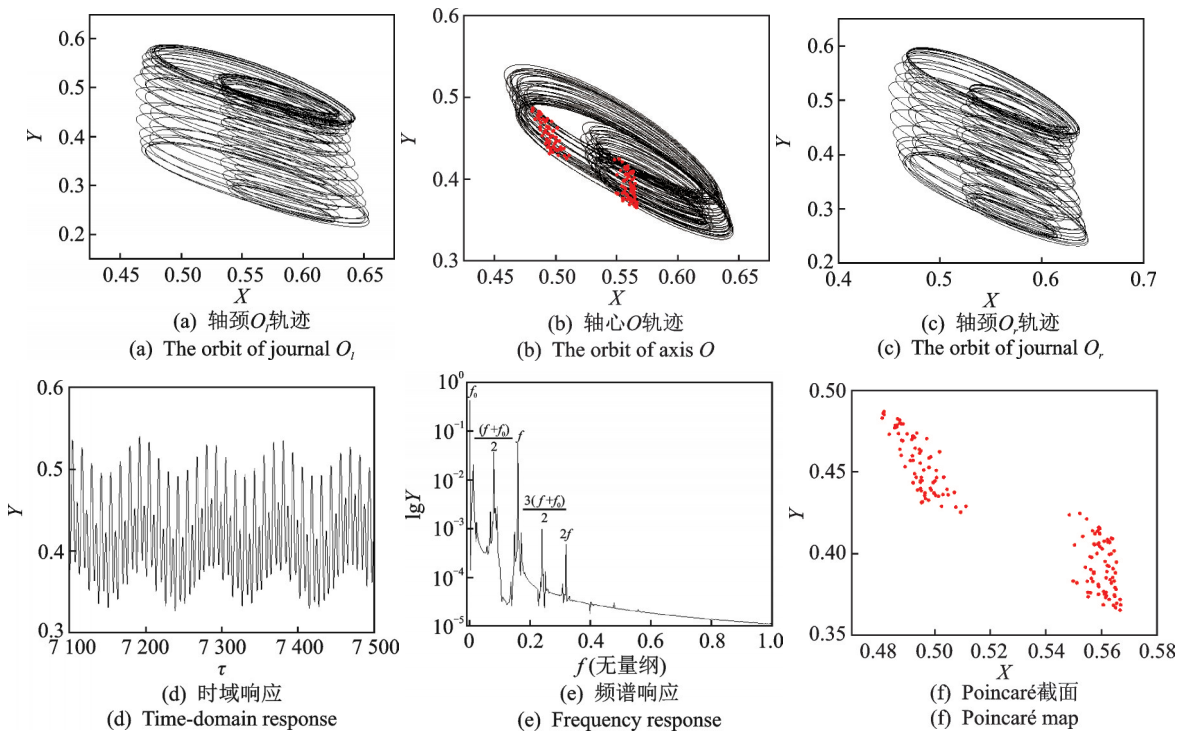 0.6
0.5
0.4
0.3
0.2
Y
0.45 0.50 0.55 0.60 0.65
X
(a) 轴颈Oₗ轨迹
(a) The orbit of journal Oₗ
0.6
0.5
0.4
0.3
Y
0.45 0.50 0.55 0.60 0.65
X
(b) 轴心O轨迹
(b) The orbit of axis O
0.6
0.5
0.4
0.3
0.2
Y
0.4 0.5 0.6 0.7
X
(c) 轴颈Oᵣ轨迹
(c) The orbit of journal Oᵣ
0.6
0.5
0.4
0.3
Y
7 100 7 200 7 300 7 400 7 500
τ
(d) 时域响应
(d) Time-domain response
10⁰
10⁻¹
10⁻²
10⁻³
10⁻⁴
10⁻⁵
lgY
f₀
(f+f₀)/2
f
3(f+f₀)/2
2f
0 0.2 0.4 0.6 0.8 1.0
f(无量纲)
(e) 频谱响应
(e) Frequency response
0.50
0.45
0.40
0.35
Y
0.48 0.50 0.52 0.54 0.56 0.58
X
(f) Poincaré截面
(f) Poincaré map